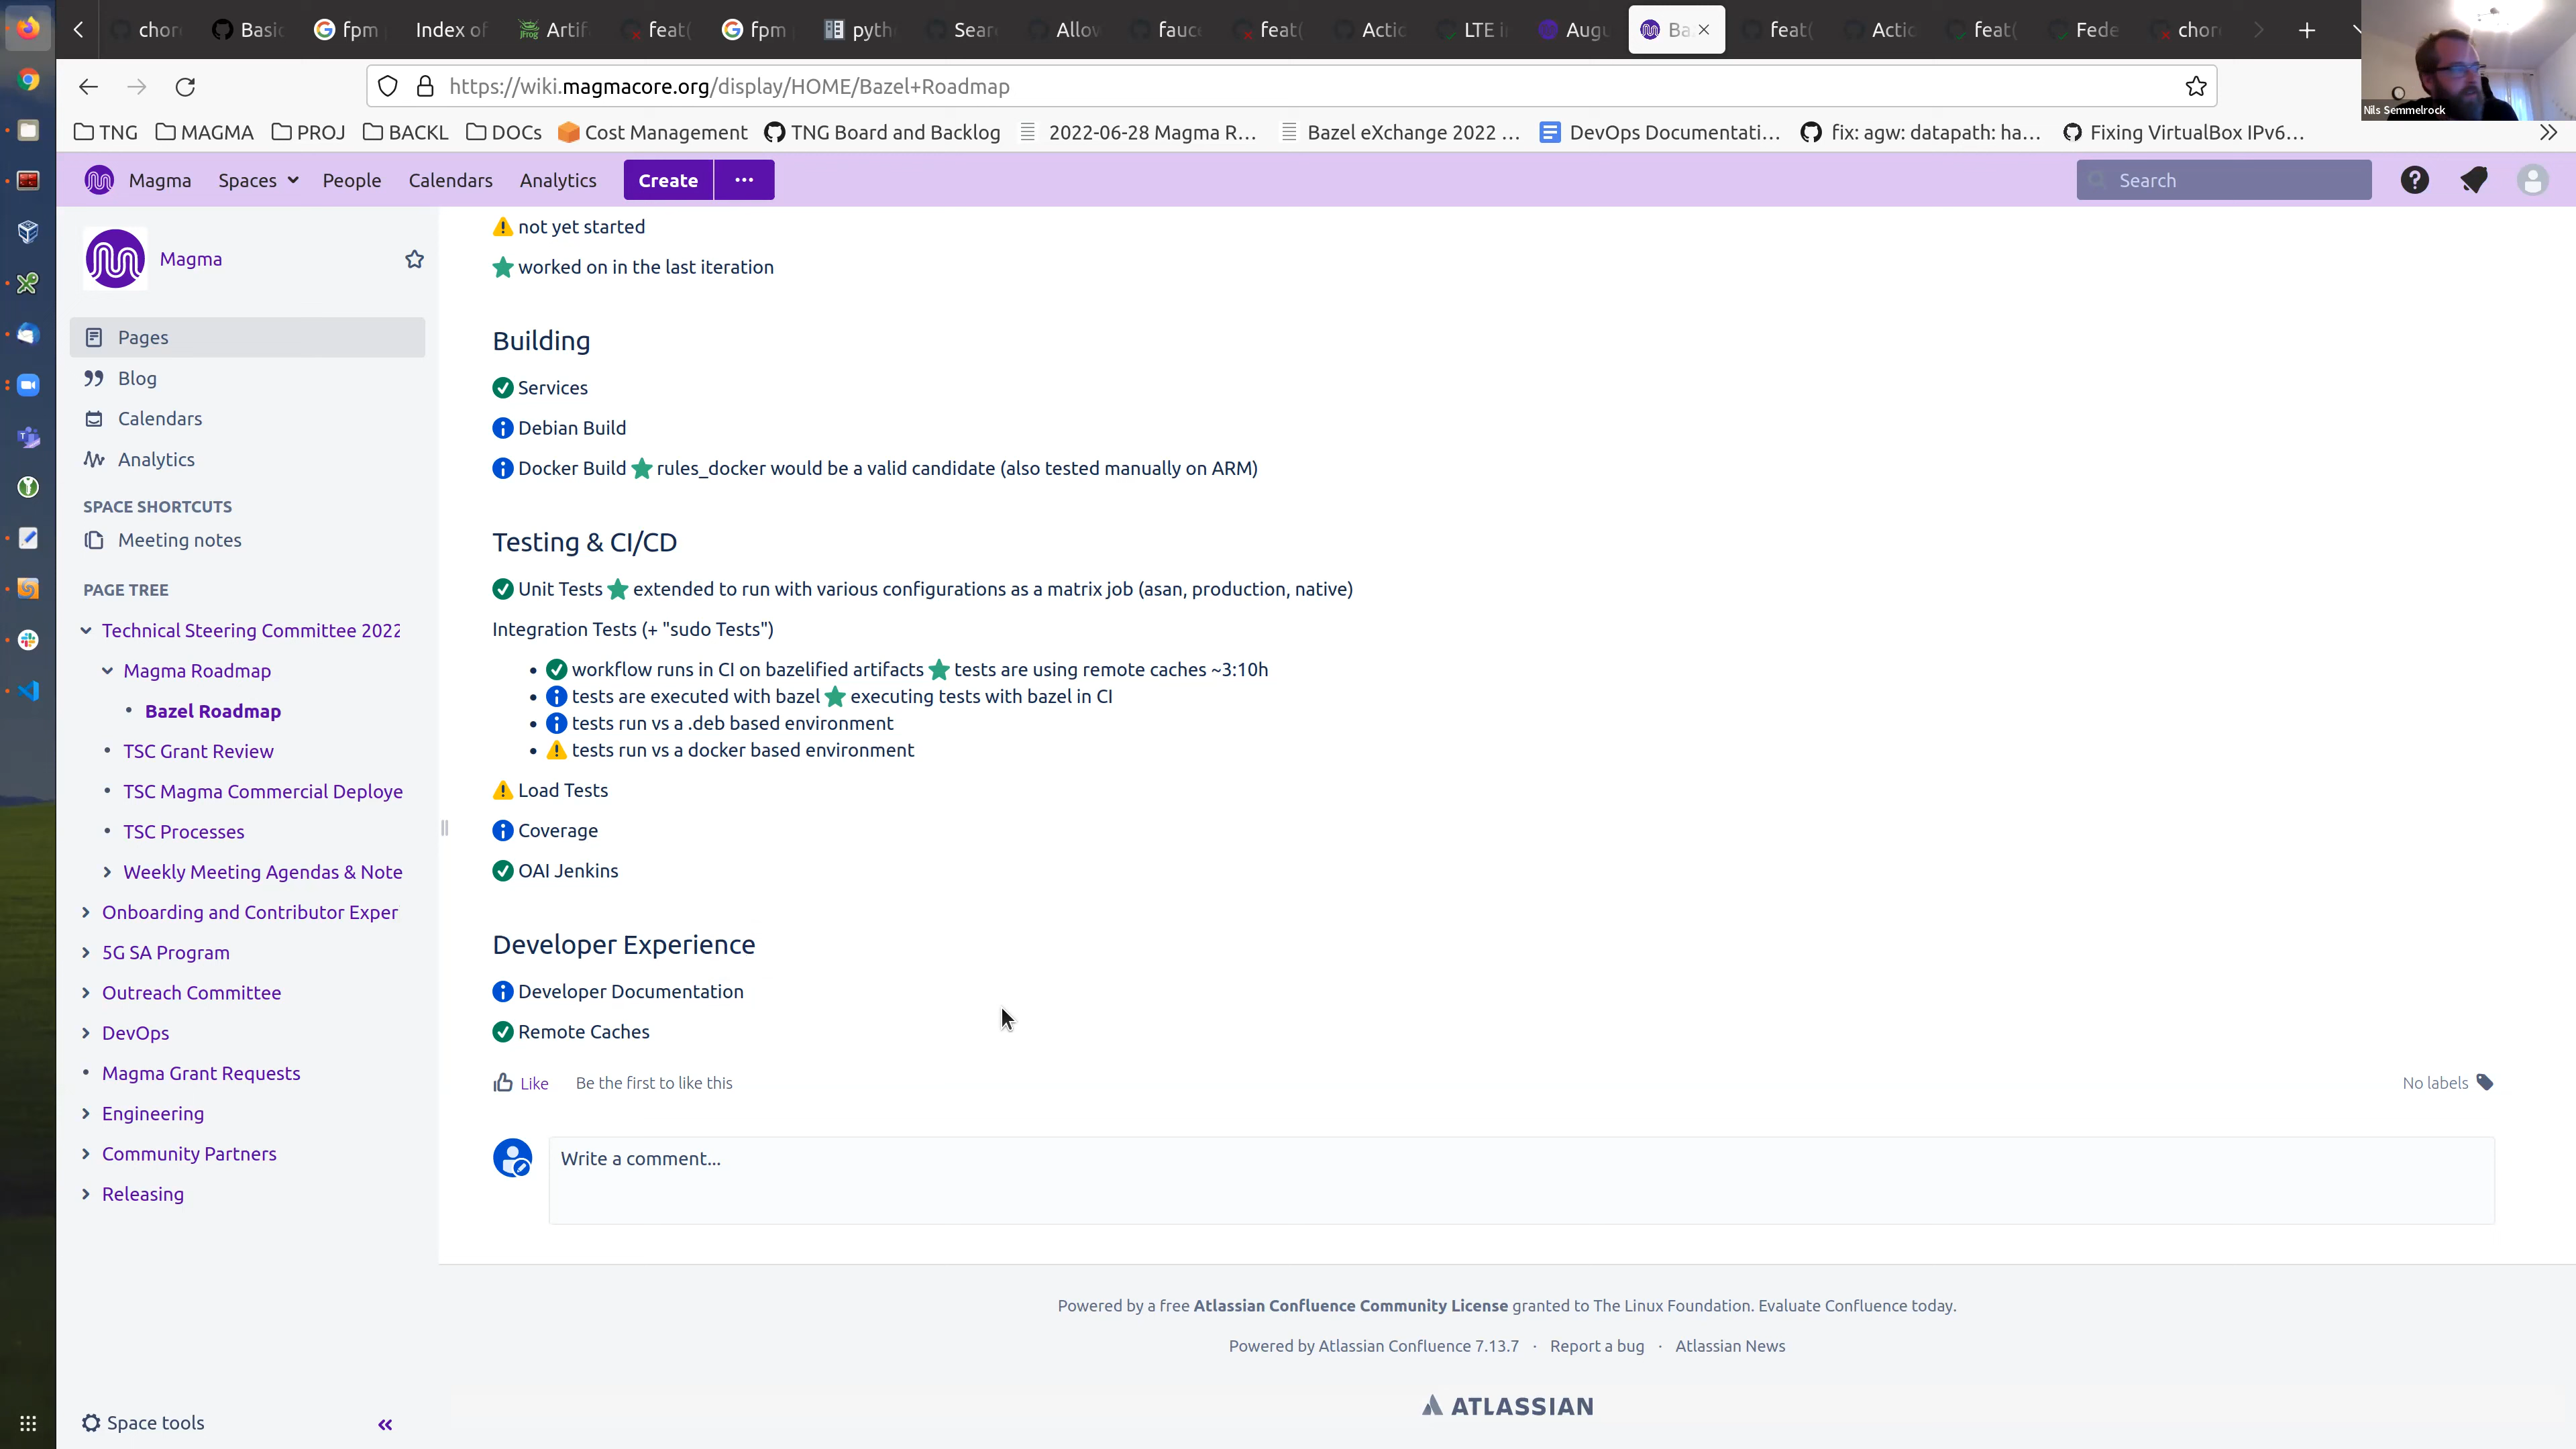 chor
Basic
fpm
Index of
Artif
feat(
fpm
pyth
Sear
Allow
fauc
feat(
Actic
LTE i
Augu
Ba
feat(
Actic
feat(
Fede
chor
https://wiki.magmacore.org/display/HOME/Bazel+Roadmap
Nils Semmelrock
TNG
MAGMA
PROJ
BACKL
DOCs
Cost Management
TNG Board and Backlog
2022-06-28 Magma R...
Bazel eXchange 2022 ...
DevOps Documentati...
fix: agw: datapath: ha...
Fixing VirtualBox IPv6...
Magma
Spaces
People
Calendars
Analytics
Create
Search
Magma
Pages
Blog
Calendars
Analytics
SPACE SHORTCUTS
Meeting notes
PAGE TREE
Technical Steering Committee 2022
Magma Roadmap
Bazel Roadmap
TSC Grant Review
TSC Magma Commercial Deploye
TSC Processes
Weekly Meeting Agendas & Note
Onboarding and Contributor Exper
5G SA Program
Outreach Committee
DevOps
Magma Grant Requests
Engineering
Community Partners
Releasing
Space tools
not yet started
worked on in the last iteration
Building
Services
Debian Build
Docker Build rules_docker would be a valid candidate (also tested manually on ARM)
Testing & CI/CD
Unit Tests extended to run with various configurations as a matrix job (asan, production, native)
Integration Tests (+ "sudo Tests")
• workflow runs in CI on bazelified artifacts tests are using remote caches ~3:10h
• tests are executed with bazel executing tests with bazel in CI
• tests run vs a .deb based environment
• tests run vs a docker based environment
Load Tests
Coverage
OAI Jenkins
Developer Experience
Developer Documentation
Remote Caches
Like
Be the first to like this
No labels
Write a comment...
Powered by a free Atlassian Confluence Community License granted to The Linux Foundation. Evaluate Confluence today.
Powered by Atlassian Confluence 7.13.7 · Report a bug · Atlassian News
ATLASSIAN